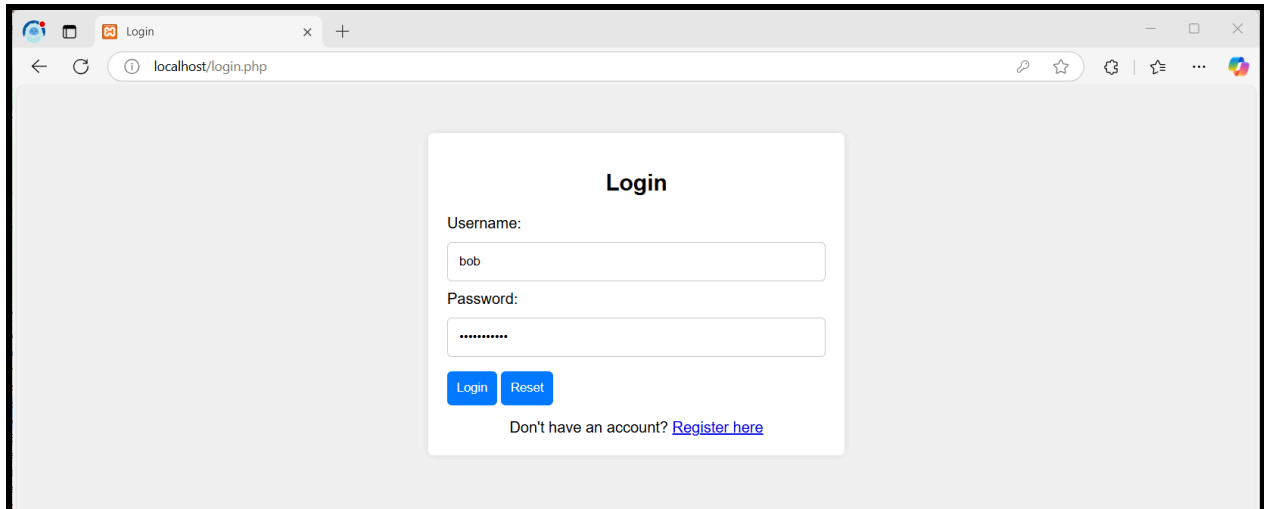 Login
localhost/login.php
Login
Username:
bob
Password:
•••••••••••
Login Reset
Don't have an account? Register here